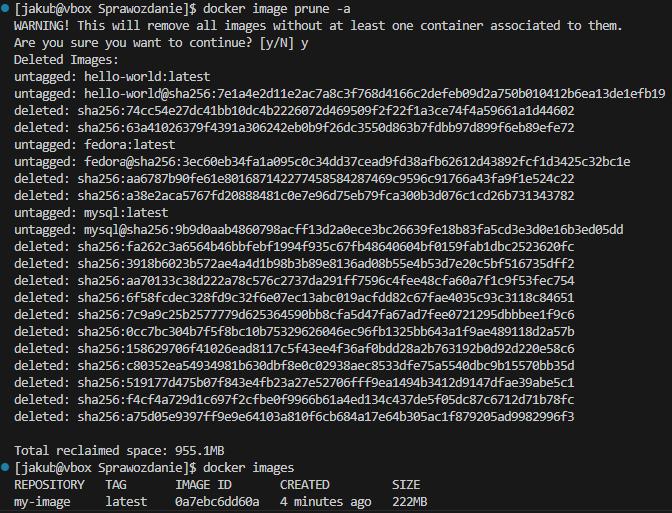 [jakub@vbox Sprawozdanie]$ docker image prune -a
WARNING! This will remove all images without at least one container associated to them.
Are you sure you want to continue? [y/N] y
Deleted Images:
untagged: hello-world:latest
untagged: hello-world@sha256:7e1a4e2d11e2ac7a8c3f768d4166c2defeb09d2a750b010412b6ea13de1efb19
deleted: sha256:74cc54e27dc41bb10dc4b2226072d469509f2f22f1a3ce74f4a59661a1d44602
deleted: sha256:63a41026379f4391a306242eb0b9f26dc3550d863b7fdbb97d899f6eb89efe72
untagged: fedora:latest
untagged: fedora@sha256:3ec60eb34fa1a095c0c34dd37cead9fd38afb62612d43892fcf1d3425c32bc1e
deleted: sha256:aa6787b90fe61e801687142277458584287469c9596c91766a43fa9f1e524c22
deleted: sha256:a38e2aca5767fd20888481c0e7e96d75eb79fca300b3d076c1cd26b731343782
untagged: mysql:latest
untagged: mysql@sha256:9b9d0aab4860798acff13d2a0ece3bc26639fe18b83fa5cd3e3d0e16b3ed05dd
deleted: sha256:fa262c3a6564b46bbfebf1994f935c67fb48640604bf0159fab1dbc2523620fc
deleted: sha256:3918b6023b572ae4a4d1b98b3b89e8136ad08b55e4b53d7e20c5bf516735dff2
deleted: sha256:aa70133c38d222a78c576c2737da291ff7596c4fee48cfa60a7f1c9f53fec754
deleted: sha256:6f58fcdec328fd9c32f6e07ec13abc019acfdd82c67fae4035c93c3118c84651
deleted: sha256:7c9a9c25b2577779d625364590bb8cfa5d47fa67ad7fee0721295dbbbee1f9c6
deleted: sha256:0cc7bc304b7f5f8bc10b75329626046ec96fb1325bb643a1f9ae489118d2a57b
deleted: sha256:158629706f41026ead8117c5f43ee4f36af0bdd28a2b763192b0d92d220e58c6
deleted: sha256:c80352ea54934981b630dbf8e0c02938aec8533dfe75a5540dbc9b15570bb35d
deleted: sha256:519177d475b07f843e4fb23a27e52706fff9ea1494b3412d9147dfae39abe5c1
deleted: sha256:f4cf4a729d1c697f2cfbe0f9966b61a4ed134c437de5f05dc87c6712d71b78fc
deleted: sha256:a75d05e9397ff9e9e64103a810f6cb684a17e64b305ac1f879205ad9982996f3
Total reclaimed space: 955.1MB
[jakub@vbox Sprawozdanie]$ docker images
REPOSITORY TAG IMAGE ID CREATED SIZE
my-image latest 0a7ebc6dd60a 4 minutes ago 222MB